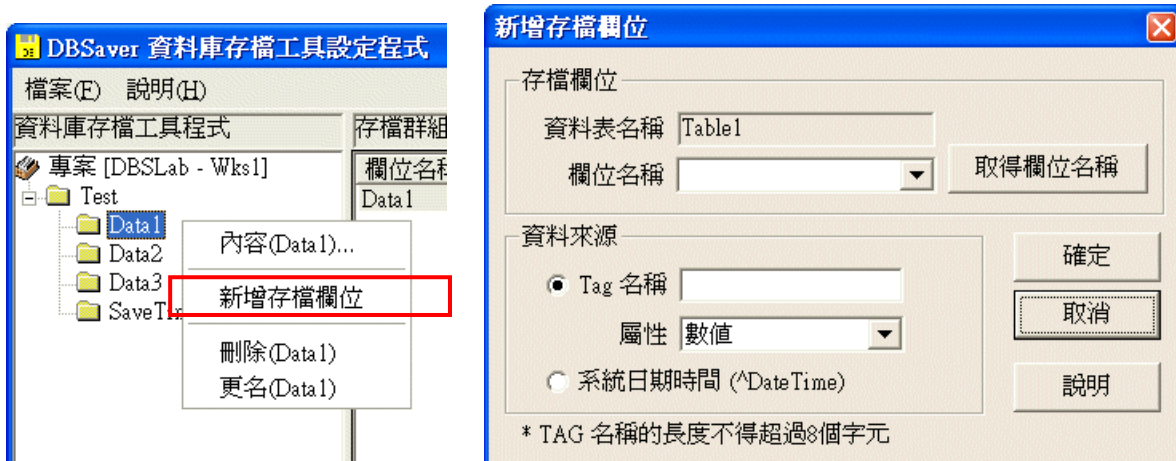 DBSaver 資料庫存檔工具設定程式
檔案(F) 說明(H)
資料庫存檔工具程式
存檔群組
專案 [DBSLab - Wks1]
欄位名稱
Test
Data1
Data1
Data2
Data3
SaveTi
內容(Data1)...
新增存檔欄位
刪除(Data1)
更名(Data1)
新增存檔欄位
存檔欄位
資料表名稱 Table1
欄位名稱
取得欄位名稱
資料來源
Tag 名稱
屬性 數值
系統日期時間 (^DateTime)
確定
取消
說明
* TAG 名稱的長度不得超過8個字元